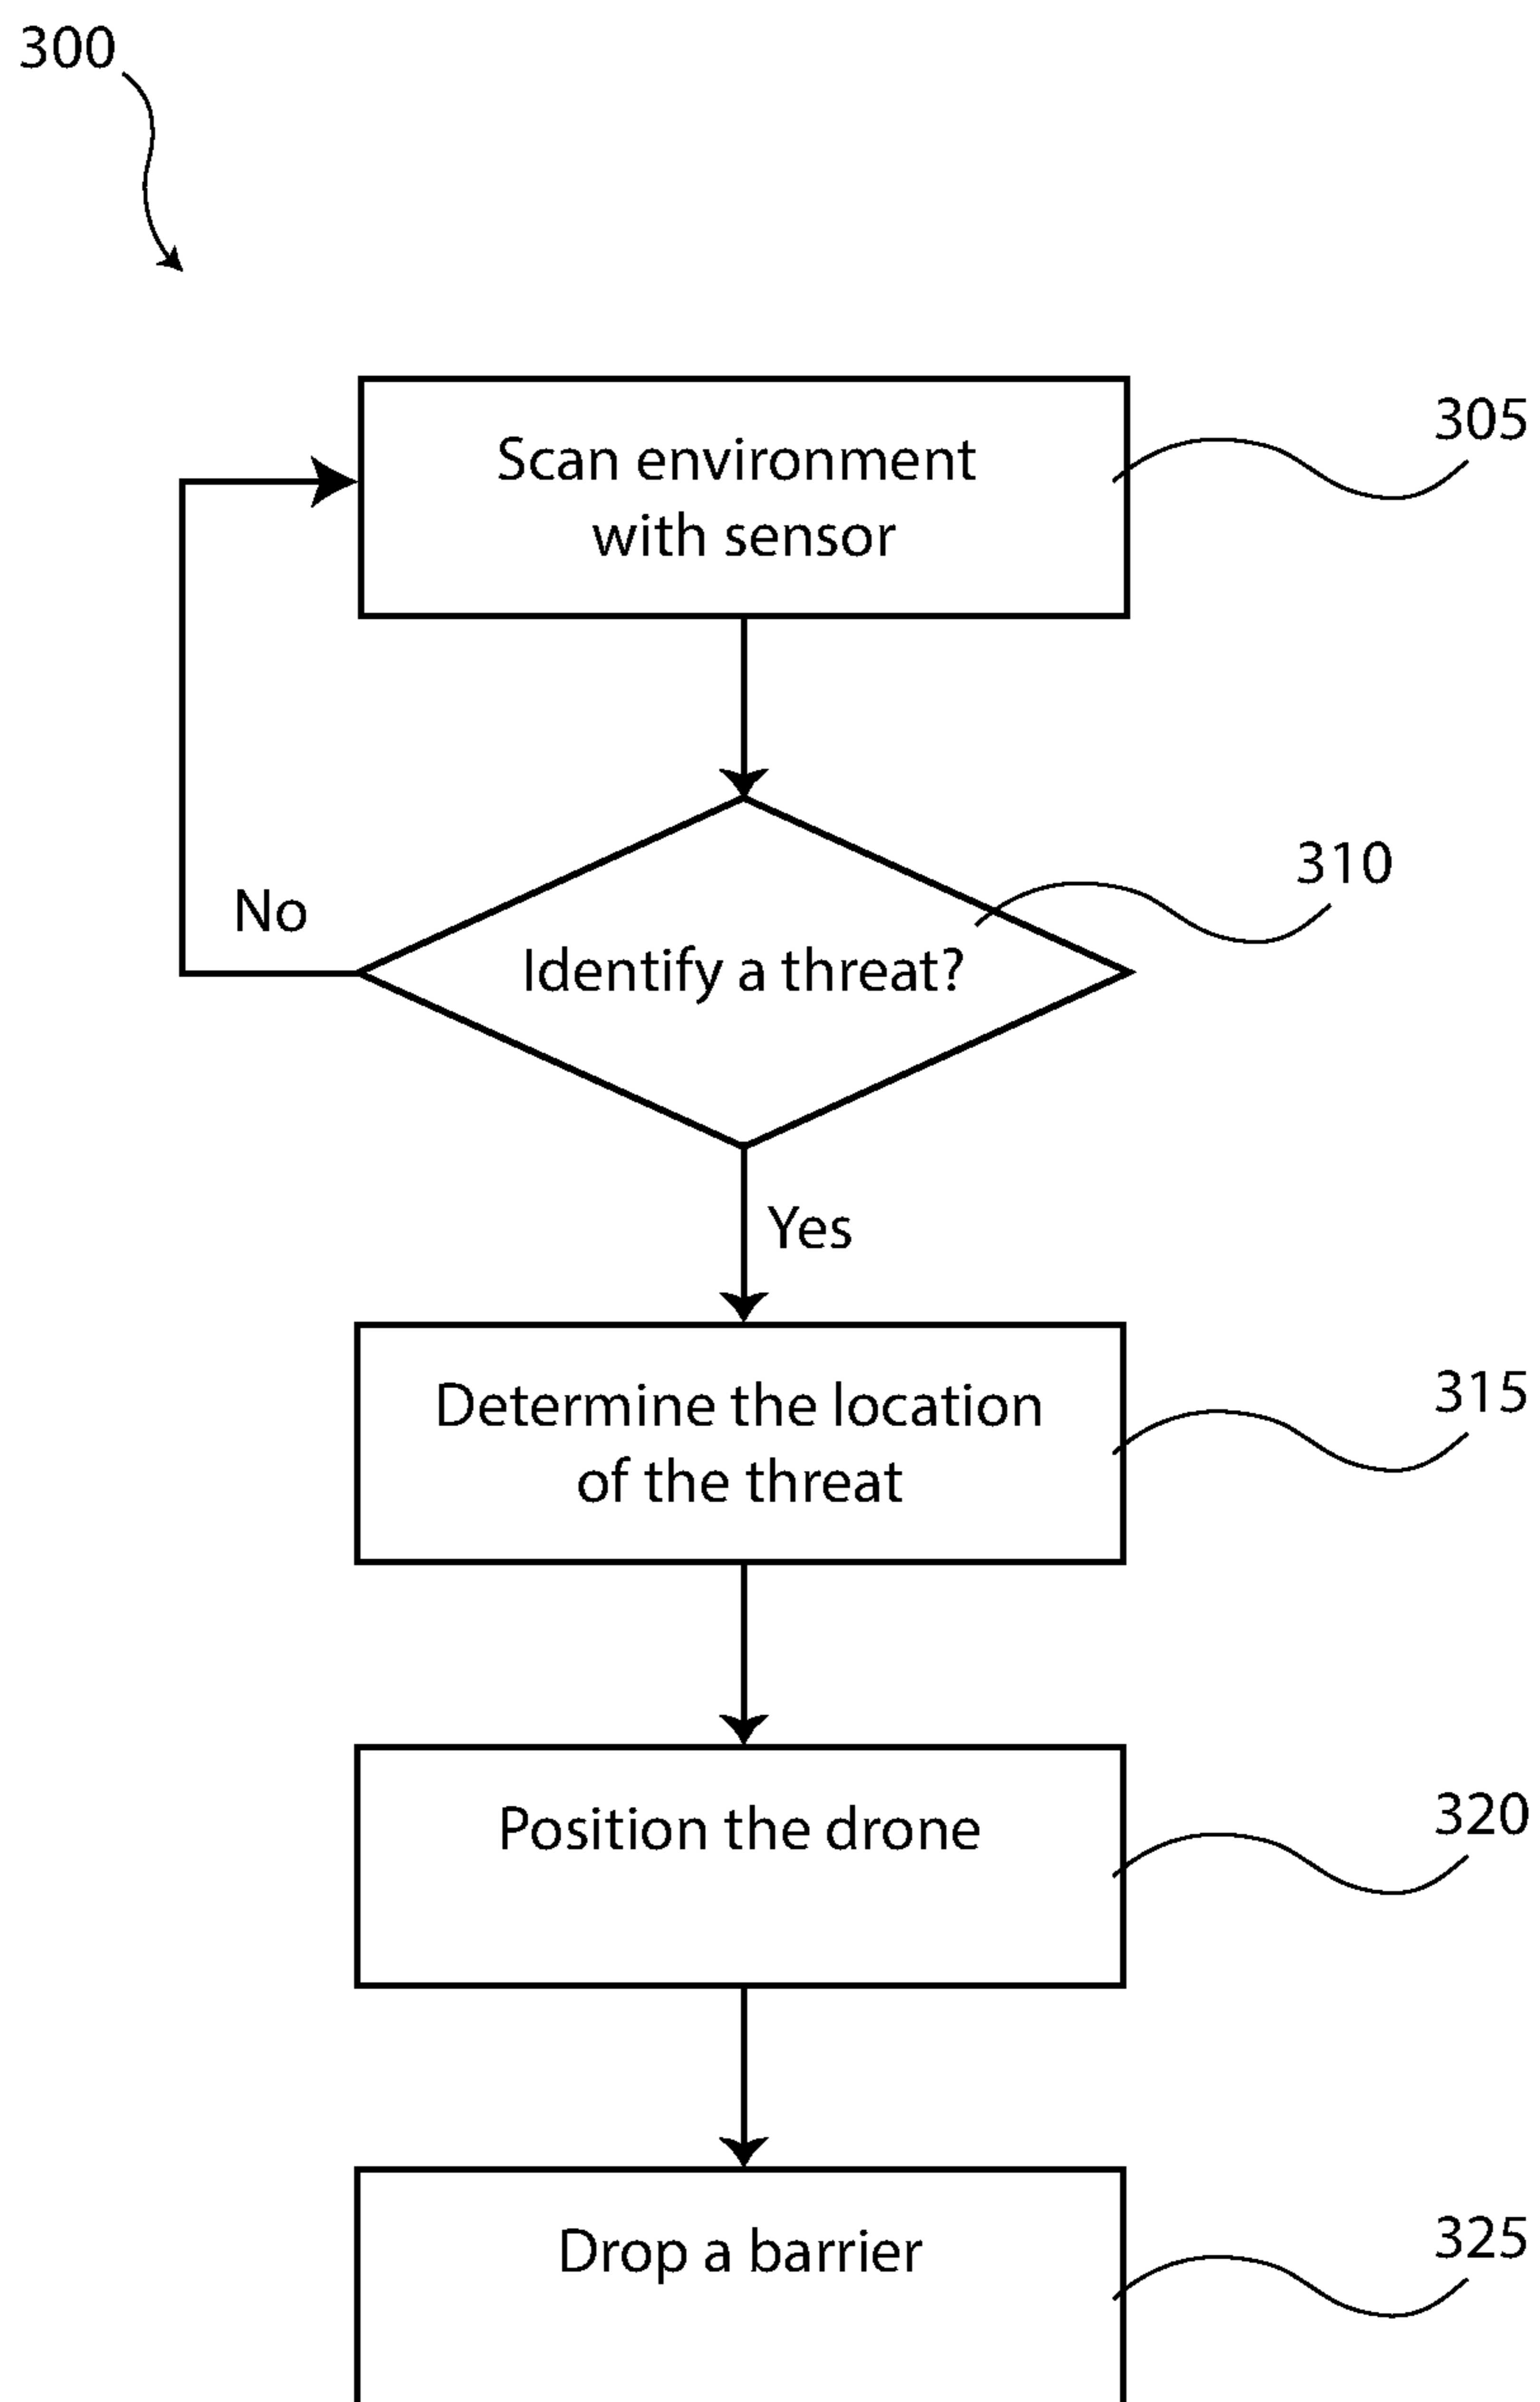 300
Scan environment
with sensor
305
310
No
Identify a threat?
Yes
Determine the location
of the threat
315
Position the drone
320
Drop a barrier
325